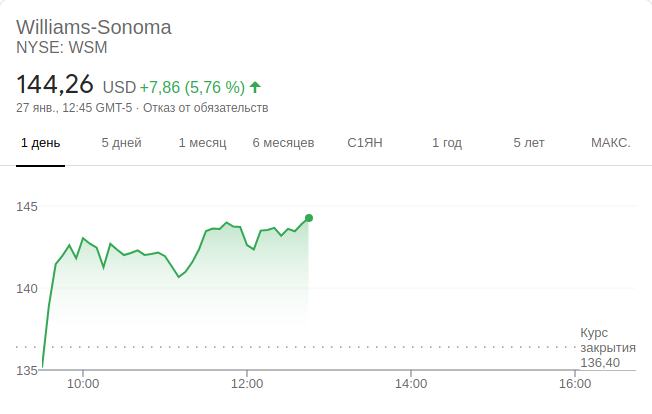 Williams-Sonoma
NYSE: WSM
144,26 USD +7,86 (5,76 %)
27 янв., 12:45 GMT-5 · Отказ от обязательств
1 день 5 дней 1 месяц 6 месяцев С1ЯН 1 год 5 лет МАКС.
145
140
Курс
закрытия
136,40
135
10:00 12:00 14:00 16:00